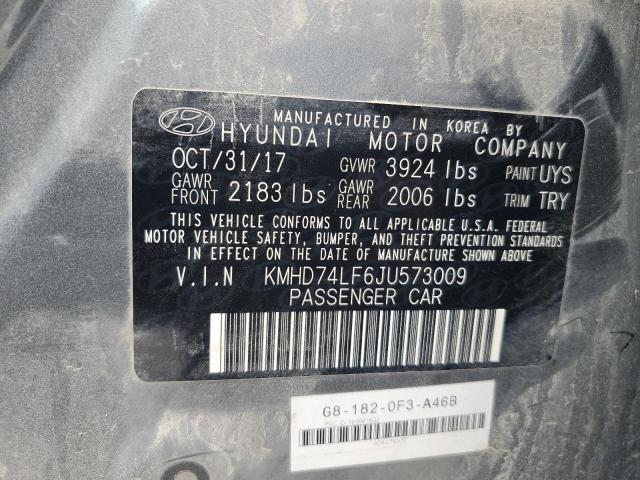 MANUFACTURED IN KOREA BY
HYUNDAI MOTOR COMPANY
OCT/31/17 GVWR 3924 lbs PAINT UYS
GAWR FRONT 2183 lbs GAWR REAR 2006 lbs TRIM TRY
THIS VEHICLE CONFORMS TO ALL APPLICABLE U.S.A. FEDERAL
MOTOR VEHICLE SAFETY, BUMPER, AND THEFT PREVENTION STANDARDS
IN EFFECT ON THE DATE OF MANUFACTURE SHOWN ABOVE
V.I.N KMHD74LF6JU573009
PASSENGER CAR
G8-182-0F3-A46B